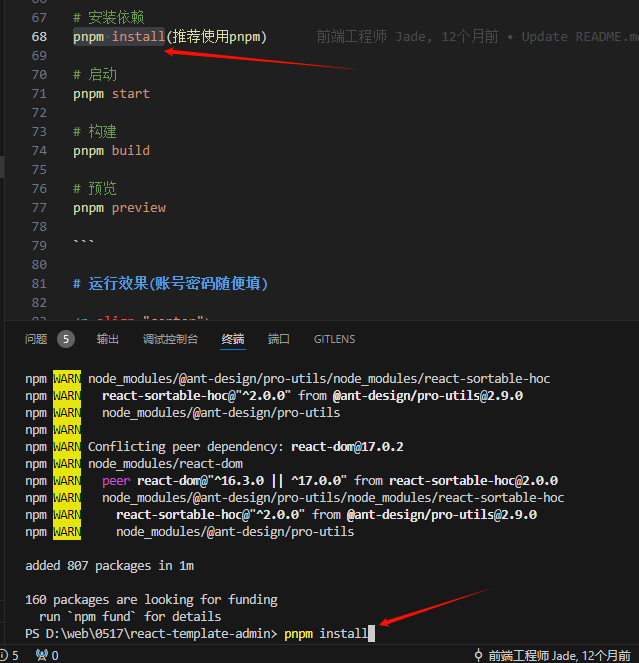 66
67 # 安装依赖
68 pnpm install(推荐使用pnpm) 前端工程师 Jade, 12个月前 • Update README.m
69
70 # 启动
71 pnpm start
72
73 # 构建
74 pnpm build
75
76 # 预览
77 pnpm preview
78
79 ```
80
81 # 运行效果(账号密码随便填)
82
问题 5 输出 调试控制台 终端 端口 GITLENS
npm WARN node_modules/@ant-design/pro-utils/node_modules/react-sortable-hoc
npm WARN   react-sortable-hoc@"^2.0.0" from @ant-design/pro-utils@2.9.0
npm WARN   node_modules/@ant-design/pro-utils
npm WARN
npm WARN Conflicting peer dependency: react-dom@17.0.2
npm WARN node_modules/react-dom
npm WARN   peer react-dom@"^16.3.0 || ^17.0.0" from react-sortable-hoc@2.0.0
npm WARN   node_modules/@ant-design/pro-utils/node_modules/react-sortable-hoc
npm WARN     react-sortable-hoc@"^2.0.0" from @ant-design/pro-utils@2.9.0
npm WARN     node_modules/@ant-design/pro-utils
added 807 packages in 1m
160 packages are looking for funding
  run `npm fund` for details
PS D:\web\0517\react-template-admin> pnpm install
5 0 前端工程师 Jade, 12个月前